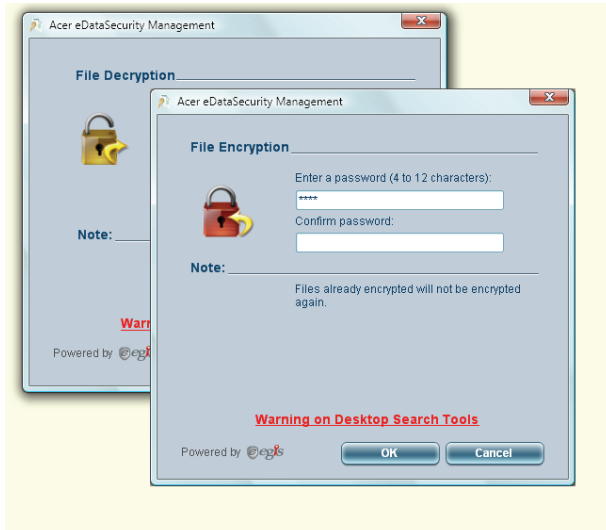 Acer eDataSecurity Management
File Decryption
Note:
Powered by egis
Acer eDataSecurity Management
File Encryption
Enter a password (4 to 12 characters):
****
Confirm password:
Note:
Files already encrypted will not be encrypted
again.
Warning on Desktop Search Tools
Powered by egis
OK
Cancel